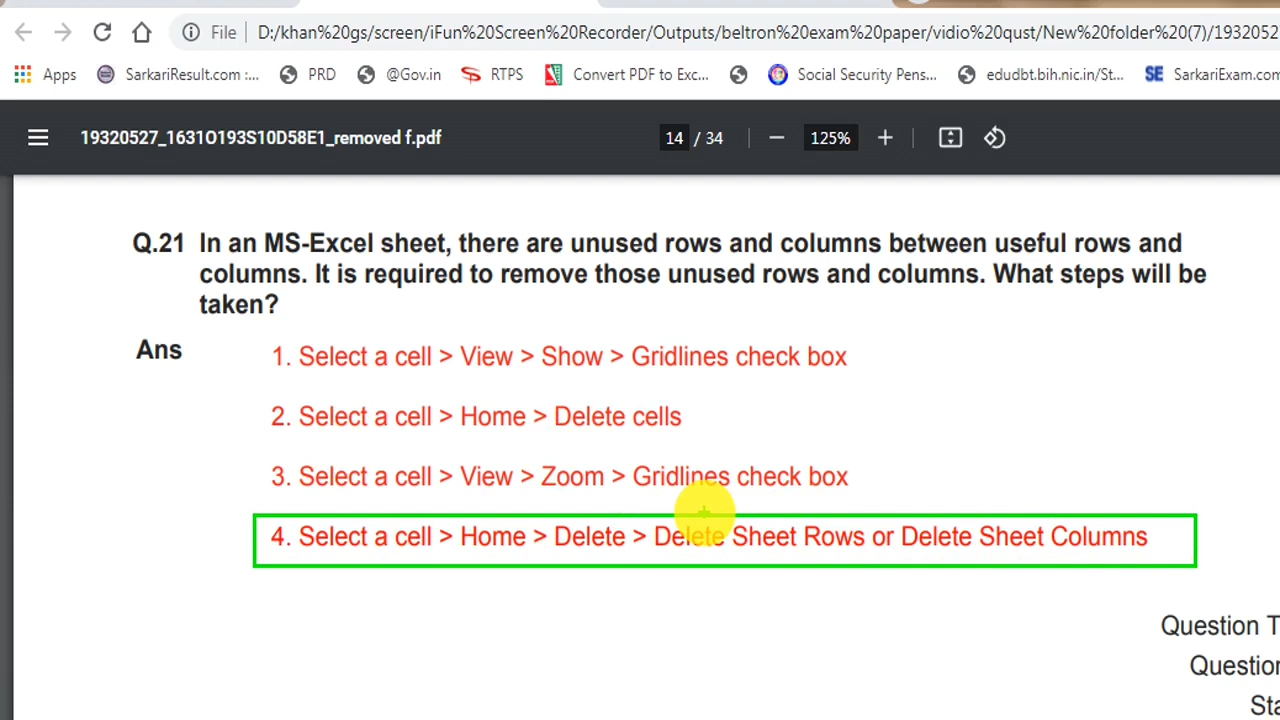 File D:/khan%20gs/screen/iFun%20Screen%20Recorder/Outputs/beltron%20exam%20paper/vidio%20qust/New%20folder%20(7)/1932052
Apps SarkariResult.com :... PRD @Gov.in RTPS Convert PDF to Exc... Social Security Pens... edudbt.bih.nic.in/St... SE SarkariExam.com
19320527_1631O193S10D58E1_removed f.pdf 14 / 34 — 125% +
Q.21 In an MS-Excel sheet, there are unused rows and columns between useful rows and
columns. It is required to remove those unused rows and columns. What steps will be
taken?
Ans 1. Select a cell > View > Show > Gridlines check box
2. Select a cell > Home > Delete cells
3. Select a cell > View > Zoom > Gridlines check box
4. Select a cell > Home > Delete > Delete Sheet Rows or Delete Sheet Columns
Question T
Question
Sta